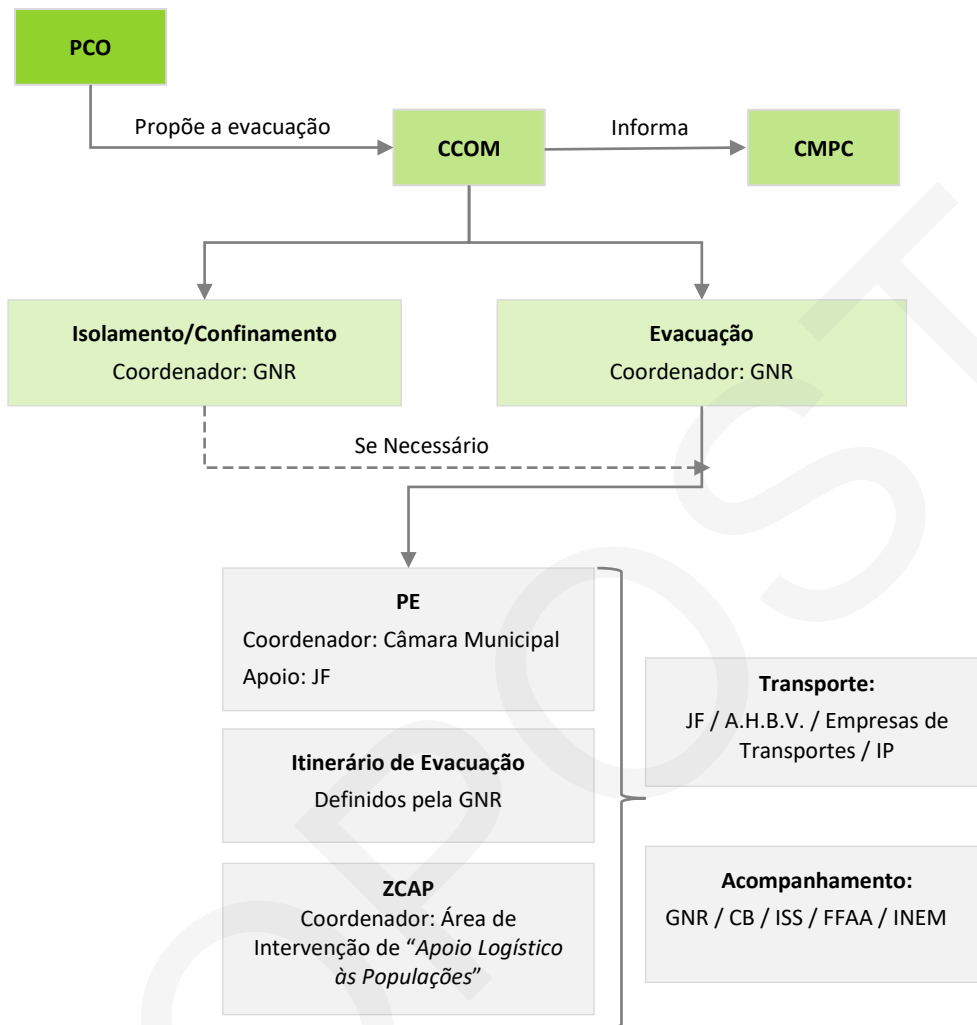 PCO
Propõe a evacuação
CCOM
Informa
CMPC
Isolamento/Confinamento
Coordenador: GNR
Evacuação
Coordenador: GNR
Se Necessário
PE
Coordenador: Câmara Municipal
Apoio: JF
Itinerário de Evacuação
Definidos pela GNR
ZCAP
Coordenador: Área de
Intervenção de “Apoio Logístico
às Populações”
Transporte:
JF / A.H.B.V. / Empresas de
Transportes / IP
Acompanhamento:
GNR / CB / ISS / FFAA / INEM
OPOST